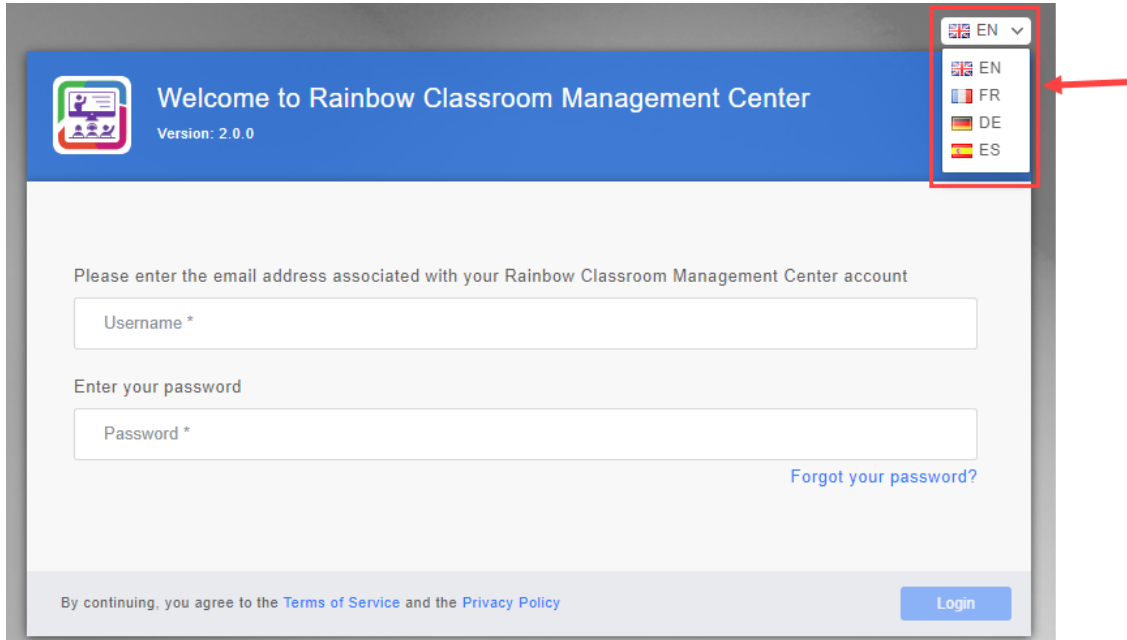 EN
EN
FR
DE
ES
Welcome to Rainbow Classroom Management Center
Version: 2.0.0
Please enter the email address associated with your Rainbow Classroom Management Center account
Username *
Enter your password
Password *
Forgot your password?
By continuing, you agree to the Terms of Service and the Privacy Policy
Login